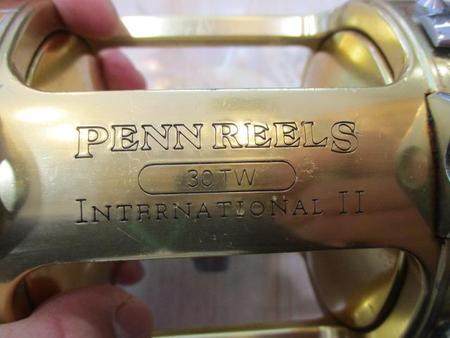 PENN REELS
30TW
INTERNATIONAL II